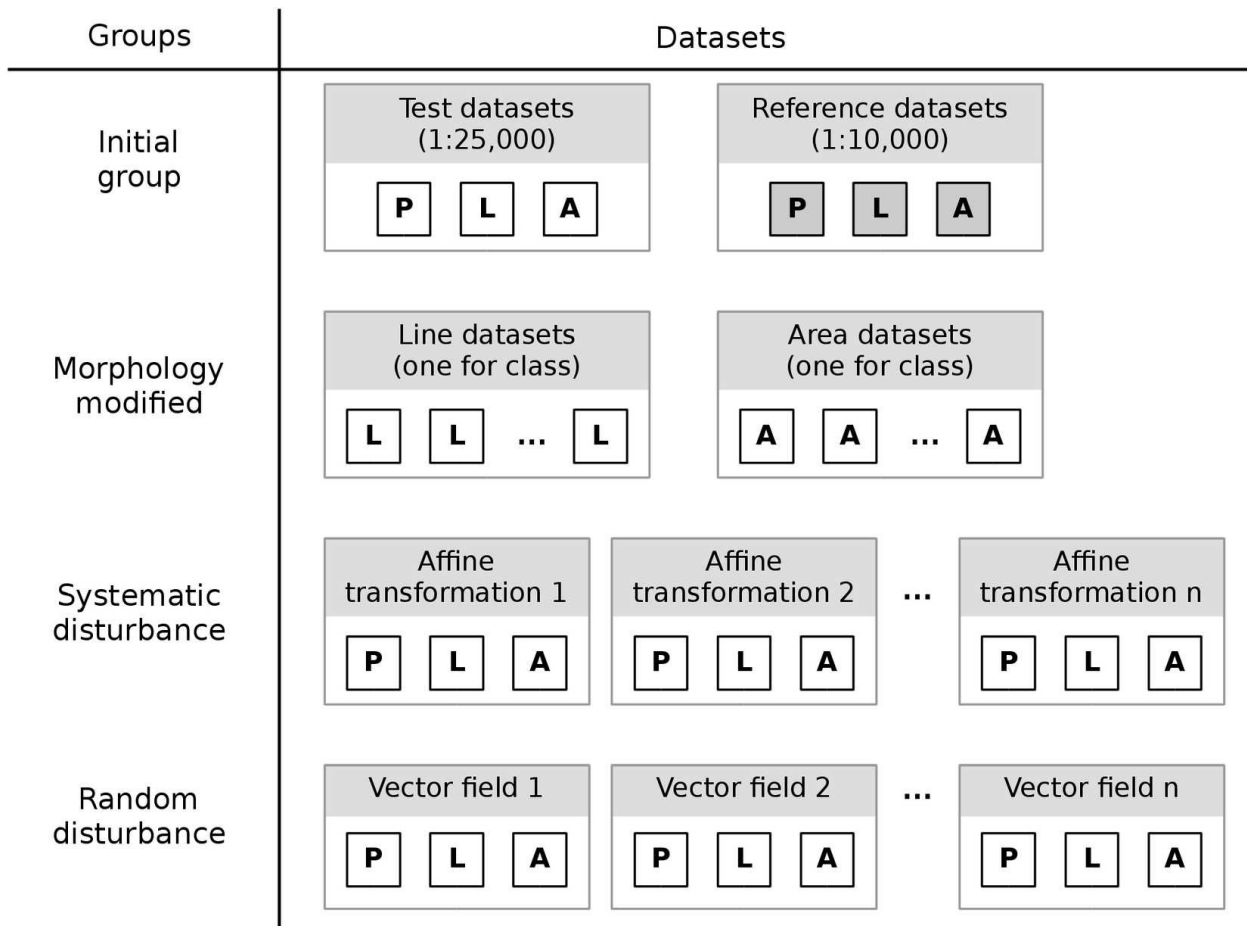 Groups
Datasets
Initial
group
Test datasets
(1:25,000)
P L A
Reference datasets
(1:10,000)
P L A
Morphology
modified
Line datasets
(one for class)
L L ... L
Area datasets
(one for class)
A A ... A
Systematic
disturbance
Affine
transformation 1
P L A
Affine
transformation 2
P L A
...
Affine
transformation n
P L A
Random
disturbance
Vector field 1
P L A
Vector field 2
P L A
...
Vector field n
P L A